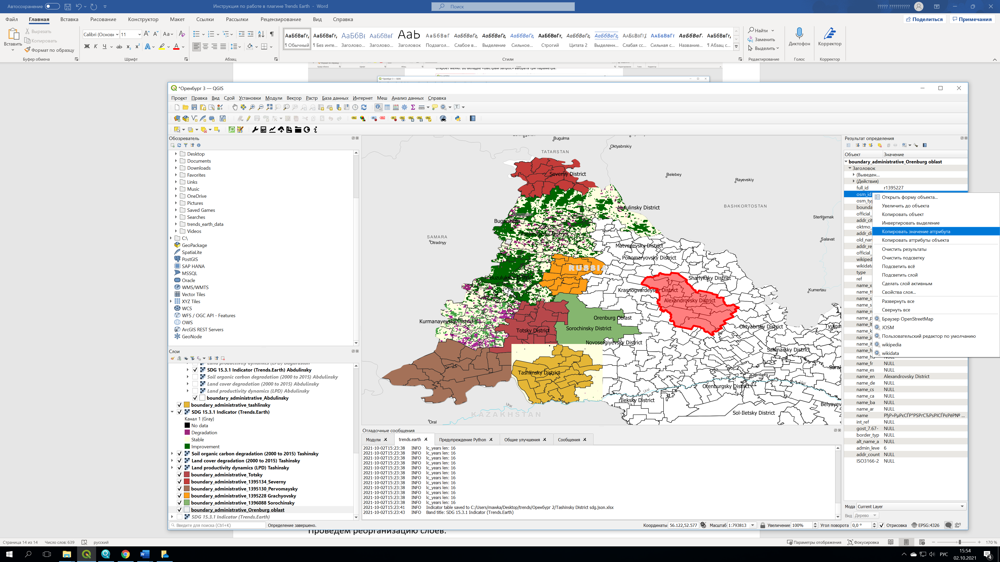 Автосохранение
Инструкция по работе в плагине Trends Earth - Word
Поиск
????? ??????????
Файл Главная Вставка Рисование Конструктор Макет Ссылки Рассылки Рецензирование Вид Справка
Поделиться Примечания
Вставить
Вырезать
Копировать
Формат по образцу
Буфер обмена
Calibri (Основн 11
Шрифт
Абзац
АаБбВвГг, АаБбВвГг, АаБбВвГ АаБбВвГг, АаБбВвГг, АаБбВвГг, АаБбВвГг, АаБбВвГг, АаБбВвГг,
¶ Обычный ¶ Без инте... Заголово... Заголово... Заголовок Подзагол... Слабое в... Выделение Сильное... Строгий Цитата 2 Выделенн... Слабая сс... Сильная с... Название... ¶ Абзац с...
Стили
Найти
Заменить
Выделить
Редактирование
Диктофон
Голос
Корректор
Корректор
откроет меню. Во вкладке «Быстрый запрос» выбрать три параметра:
*Оренбург 3 — QGIS
*Оренбург 3 — QGIS
Проект Правка Вид Слой Установки Модули Вектор Растр База данных Интернет Меш Анализ данных Справка
Обозреватель
Desktop
Documents
Downloads
Favorites
Links
Music
OneDrive
Pictures
Saved Games
Searches
trends_earth_data
Videos
C:\
GeoPackage
SpatiaLite
PostGIS
SAP HANA
MSSQL
Oracle
WMS/WMTS
Vector Tiles
XYZ Tiles
WCS
WFS / OGC API - Features
OWS
ArcGIS REST Servers
GeoNode
Слои
Land productivity dynamics (LPD) Buguruslan
SDG 15.3.1 Indicator (Trends.Earth) Abdulinsky
Soil organic carbon degradation (2000 to 2015) Abdulinsky
Land cover degradation (2000 to 2015) Abdulinsky
Land productivity dynamics (LPD) Abdulinsky
boundary_administrative_Abdulinsky
boundary_administrative_tashlinsky
SDG 15.3.1 Indicator (Trends.Earth)
Канал 1 (Gray)
No data
Degradation
Stable
Improvement
Soil organic carbon degradation (2000 to 2015) Tashinsky
Land cover degradation (2000 to 2015) Tashinsky
Land productivity dynamics (LPD) Tashinsky
boundary_administrative_Totsky
boundary_administrative_1395134_Severny
boundary_administrative_1395130_Pervomaysky
boundary_administrative_1395228 Grachyovsky
boundary_administrative_1396088 Sorochinsky
boundary_administrative_Orenburg oblast
SDG 15.3.1 Indicator (Trends.Earth)
Bugulma
Oktyabrskiy
TATARSTAN
Severny District
Belebey
Rayevskiy
Abdulinsky District
BASHKORTOSTAN
Buguruslan
Buguruslan
Sterlitamak
Asekeyevsky District
SAMARA
Otradnyy
Salavat
Matveyevsky District
Ponomaryovsky District
RUSSIA
Buzuluksky District
Sharlyksky District
Buzuluk
Krasnogvardeysky District
Kumertau
Alexandrovsky District
Kurmanayevsky District
Orenburg Oblast
Totsky District
Sorochinsky District
Oktyabrsky District
Tyulgan
Novosergiyevsky District
Sakmarsky District
Saral
Tashlinsky District
Orenburg
Ural
Orenburgsky District
Ural
Ileksky District
Ural
Belyayev
KAZAKHSTAN
Sol-Iletsky District
Oral
Отладочные сообщения
Модули trends.earth Предупреждение Python Общие улучшения Сообщения
2021-10-02T15:23:38 INFO lc_years len: 16
2021-10-02T15:23:38 INFO lc_years len: 16
2021-10-02T15:23:38 INFO lc_years len: 16
2021-10-02T15:23:38 INFO lc_years len: 16
2021-10-02T15:23:38 INFO lc_years len: 16
2021-10-02T15:23:38 INFO lc_years len: 16
2021-10-02T15:23:38 INFO lc_years len: 16
2021-10-02T15:23:38 INFO lc_years len: 16
2021-10-02T15:23:38 INFO lc_years len: 16
2021-10-02T15:23:38 INFO lc_years len: 16
2021-10-02T15:23:38 INFO lc_years len: 16
2021-10-02T15:23:38 INFO lc_years len: 16
2021-10-02T15:23:41 INFO Indicator table saved to C:/Users/mawka/Desktop/trends/Оренбург 2/Tashinsky District sdg.json.xlsx
2021-10-02T15:23:43 INFO Band title: SDG 15.3.1 Indicator (Trends.Earth)
Результат определения
Объект Значение
boundary_administrative_Orenburg oblast
Заголовок
(Выведен...
(Действия)
full_id r1395227
osm_id
osm_typ
bounda
official_
addr_cit
oktmo_
addr_di
old_nam
addr_re
official_
wikiped
wikidata
type
ref
name_x
name_tt
name_s
name_s
name_ru
name_p
name_lt
name_k
name_ja
name_it
name_h
name_hu NULL
name_fr NULL
name_es NULL
name_en Alexandrovsky District
name_de NULL
name_cs NULL
name_ca NULL
name_ba NULL
name_ar NULL
name
int_ref NULL
gost_7.67- NULL
border_typ NULL
alt_name_a NULL
admin_leve 6
addr_count NULL
ISO3166-2 NULL
Открыть форму объекта...
Увеличить до объекта
Копировать объект
Инвертировать выделение
Копировать значение аттрибута
Копировать аттрибуты объекта
Очистить результаты
Очистить подсветку
Подсветить всё
Подсветить слой
Сделать слой активным
Свойства слоя...
Развернуть все
Свернуть все
Браузер OpenStreetMap
JOSM
Пользовательский редактор по умолчанию
wikipedia
wikidata
Мода Current Layer
Вид Дерево
Введите для поиска (Ctrl+K) Определение завершено.
Координаты 56.122,52.577 Масштаб 1:793813 Увеличение 100% Угол поворота 0,0 ° Отрисовка EPSG:4326
Проведем реорганизацию слоев.
Страница 14 из 14 Число слов: 639 русский
Параметры отображения Фокусировка 170 %
РУС
15:54
02.10.2021
4